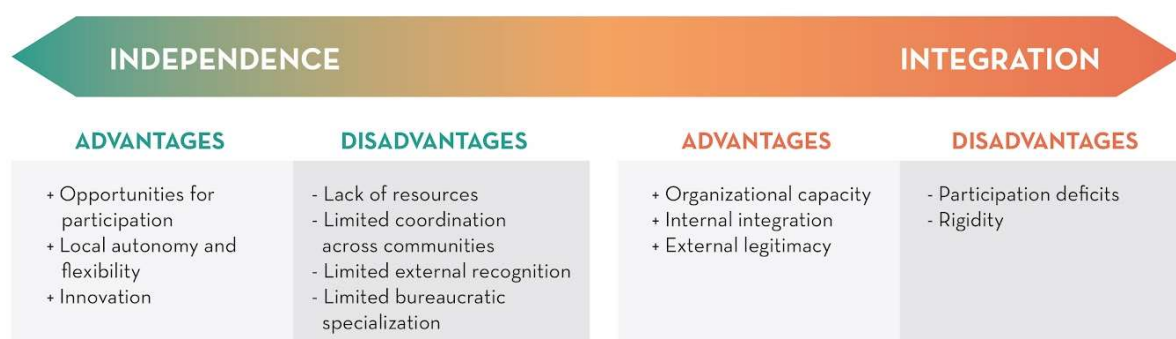 INDEPENDENCE
INTEGRATION
ADVANTAGES
+ Opportunities for
participation
+ Local autonomy and
flexibility
+ Innovation
DISADVANTAGES
- Lack of resources
- Limited coordination
across communities
- Limited external recognition
- Limited bureaucratic
specialization
ADVANTAGES
+ Organizational capacity
+ Internal integration
+ External legitimacy
DISADVANTAGES
- Participation deficits
- Rigidity